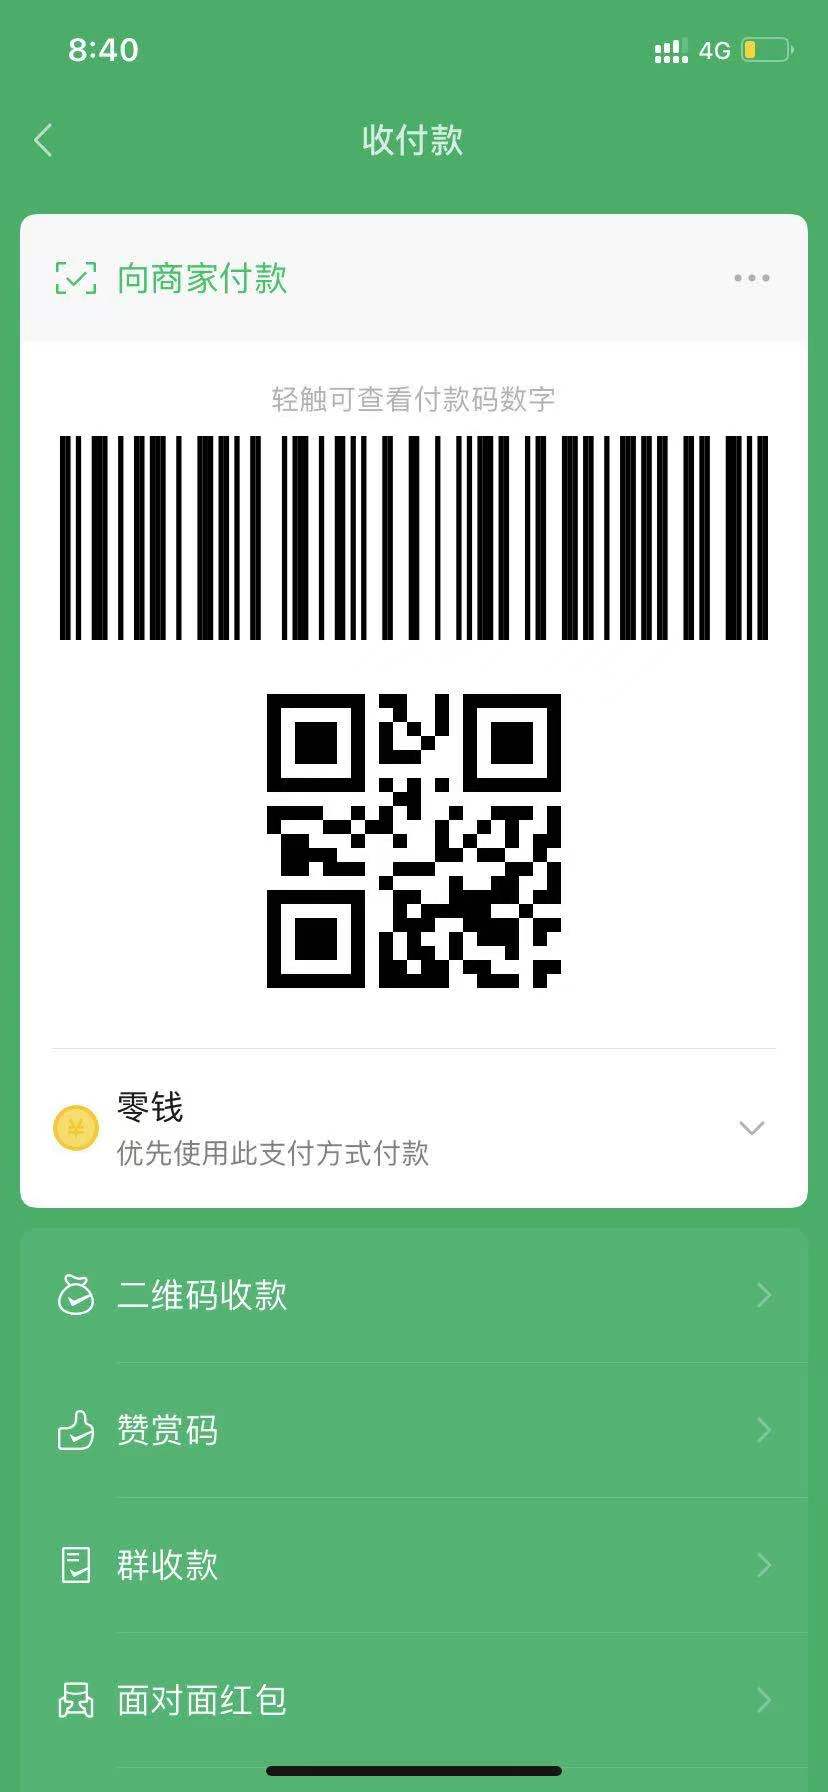 8:40
4G
收付款
向商家付款
轻触可查看付款码数字
零钱
优先使用此支付方式付款
二维码收款
赞赏码
群收款
面对面红包